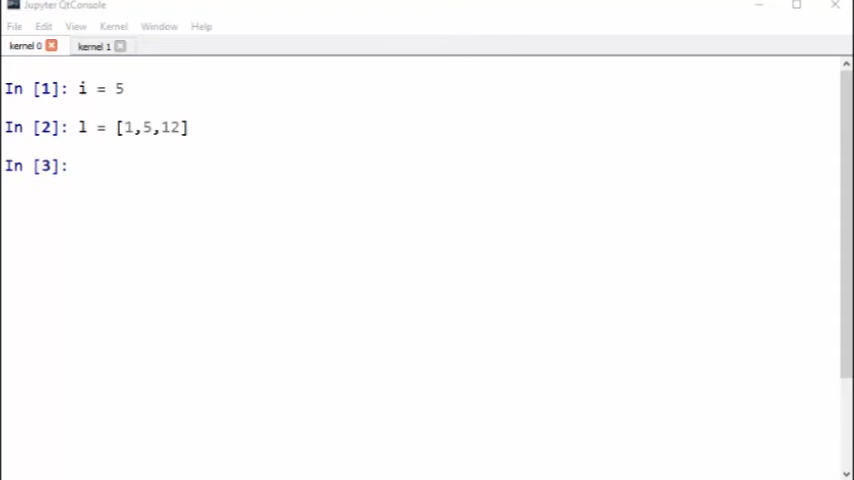 Jupyter QtConsole
File Edit View Kernel Window Help
kernel 0 kernel 1
In [1]: i = 5
In [2]: l = [1,5,12]
In [3]: